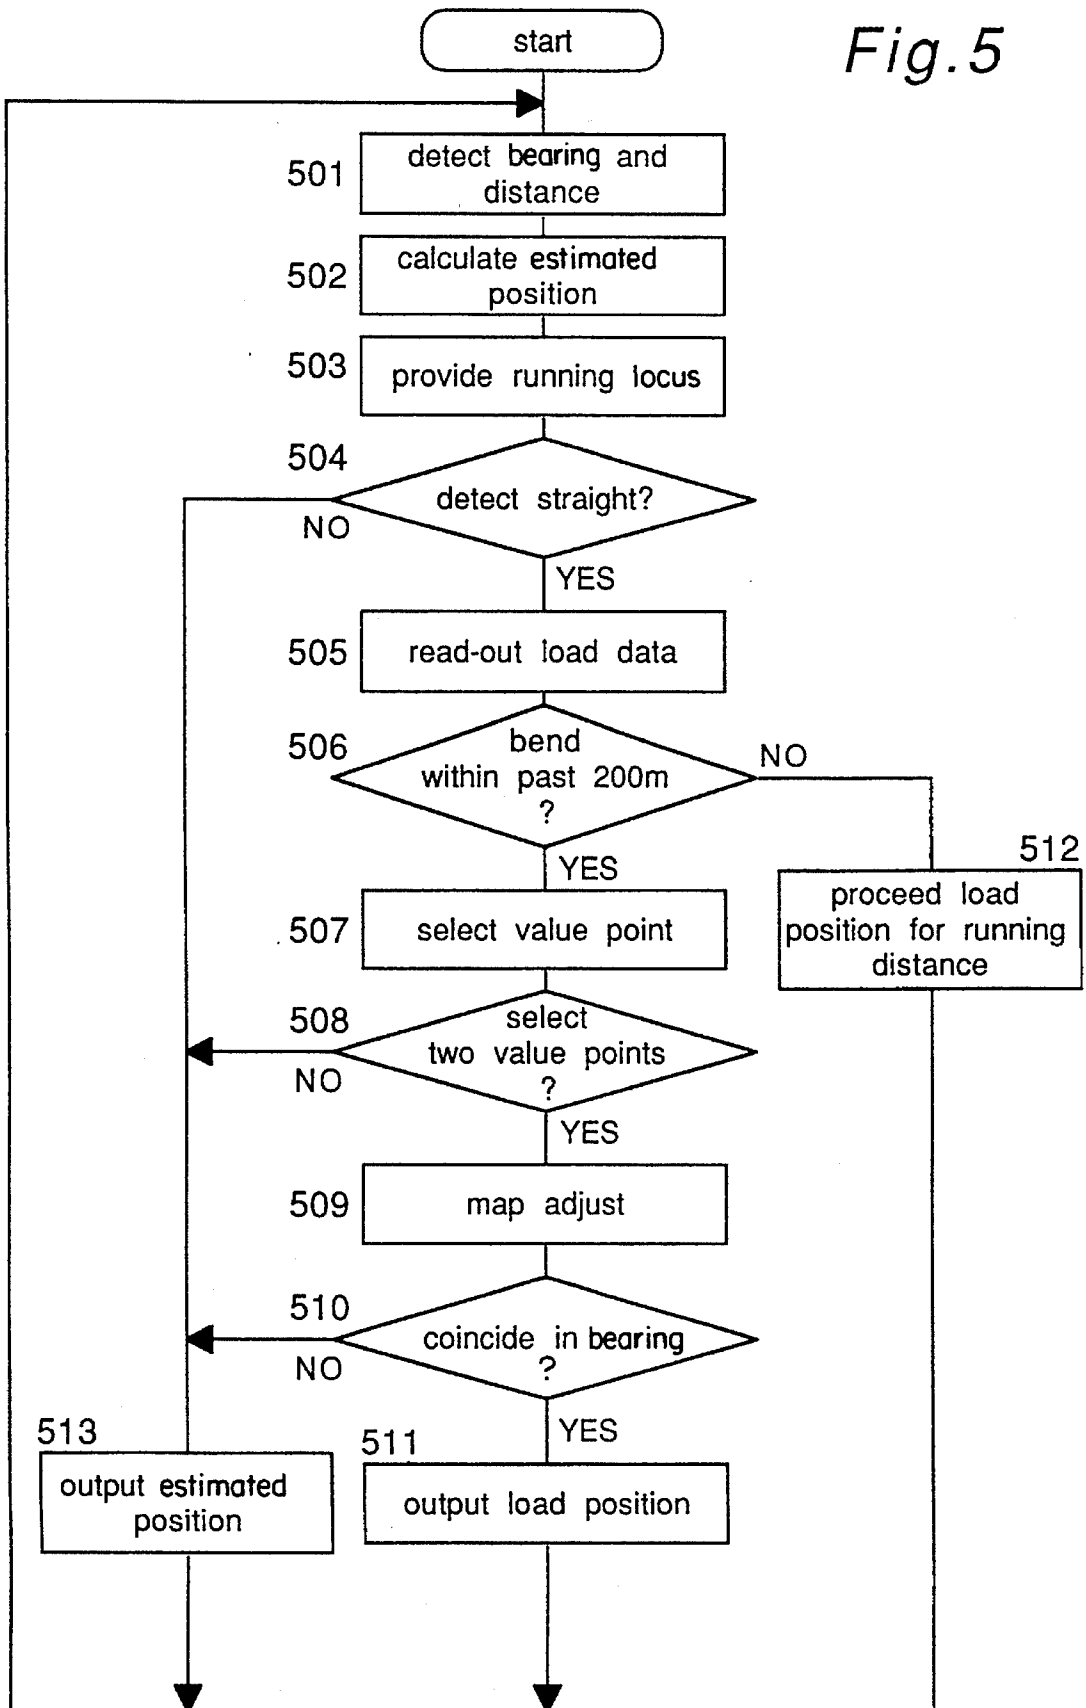 start
Fig.5
501
detect bearing and
distance
502
calculate estimated
position
503
provide running locus
504
detect straight?
NO
YES
505
read-out load data
506
bend
within past 200m
?
NO
YES
512
proceed load
position for running
distance
507
select value point
508
select
two value points
?
NO
YES
509
map adjust
510
coincide in bearing
?
NO
YES
513
output estimated
position
511
output load position